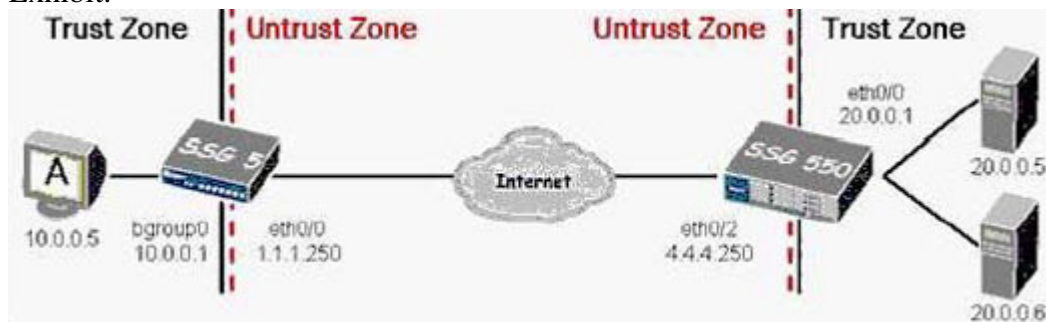 Trust Zone
Untrust Zone
Untrust Zone
Trust Zone
A
SSG 5
Internet
SSG 550
eth0/0
20.0.0.1
10.0.0.5
bgroup0
10.0.0.1
eth0/0
1.1.1.250
eth0/2
4.4.4.250
20.0.0.5
20.0.0.6